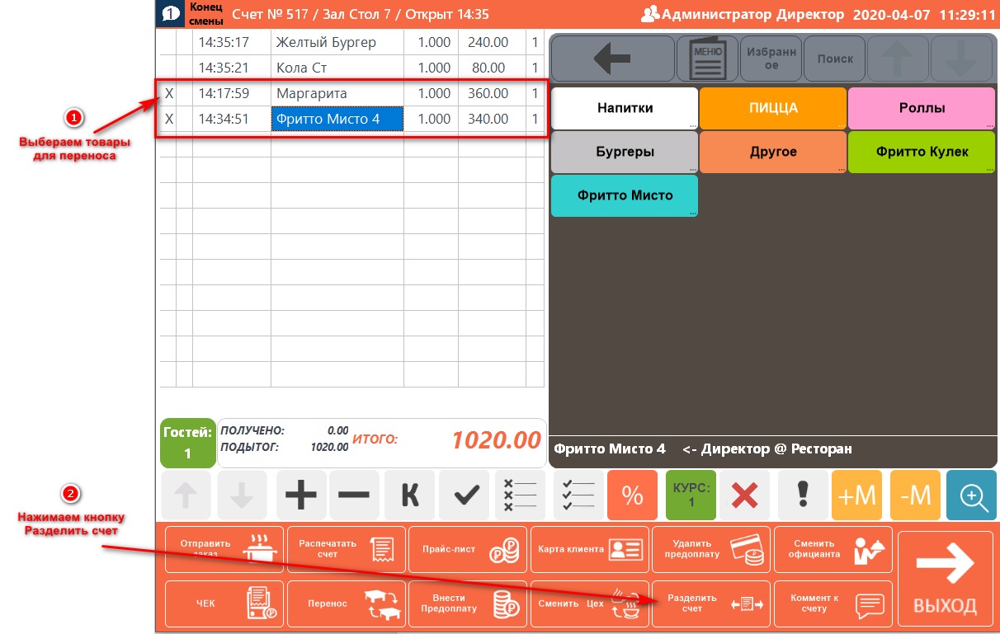 1
Конец смены
Счет № 517 / Зал Стол 7 / Открыт 14:35
Администратор Директор 2020-04-07 11:29:11
14:35:17 Желтый Бургер 1.000 240.00 1
14:35:21 Кола Ст 1.000 80.00 1
X 14:17:59 Маргарита 1.000 360.00 1
X 14:34:51 Фритто Мисто 4 1.000 340.00 1
1
Выбераем товары
для переноса
МЕНЮ
Избранн
ое
Поиск
Напитки
...
ПИЦЦА
...
Роллы
...
Бургеры
...
Другое
...
Фритто Кулек
...
Фритто Мисто
...
Гостей:
1
ПОЛУЧЕНО: 0.00
ПОДЫТОГ: 1020.00
ИТОГО: 1020.00
Фритто Мисто 4 <- Директор @ Ресторан
К
%
КУРС:
1
!
+М
-М
2
Нажимаем кнопку
Разделить счет
Отправить
заказ
Распечатать
счет
Прайс-лист
Карта клиента
Удалить
предоплату
Сменить
официанта
ЧЕК
Перенос
Внести
Предоплату
Сменить Цех
Разделить
счет
Коммент к
счету
ВЫХОД